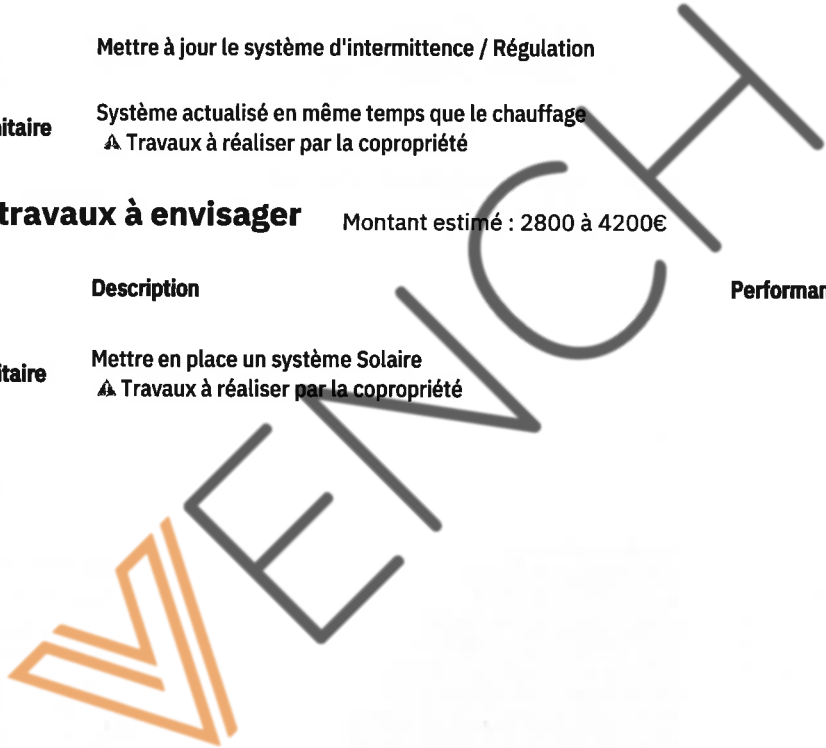 Mettre à jour le système d'intermittence / Régulation
itaire
Système actualisé en même temps que le chauffage
⚠ Travaux à réaliser par la copropriété
travaux à envisager Montant estimé : 2800 à 4200€
Description Performan
itaire
Mettre en place un système Solaire
⚠ Travaux à réaliser par la copropriété
VENCH